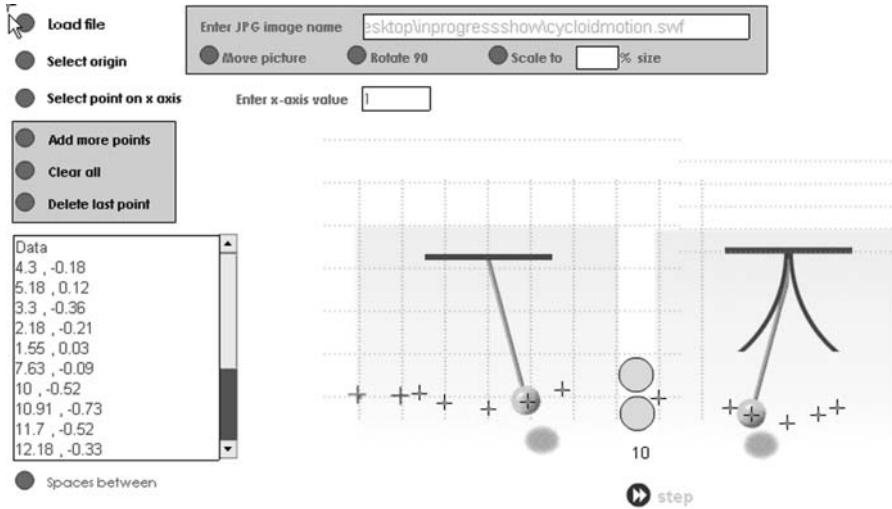 Load file
Enter JPG image name esktop\inprogressshow\cycloidmotion.swf
Select origin
Move picture Rotate 90 Scale to % size
Select point on x axis Enter x-axis value 1
Add more points
Clear all
Delete last point
Data
4.3 , -0.18
5.18 , 0.12
3.3 , -0.36
2.18 , -0.21
1.55 , 0.03
7.63 , -0.09
10 , -0.52
10.91 , -0.73
11.7 , -0.52
12.18 , -0.33
10
Spaces between
step